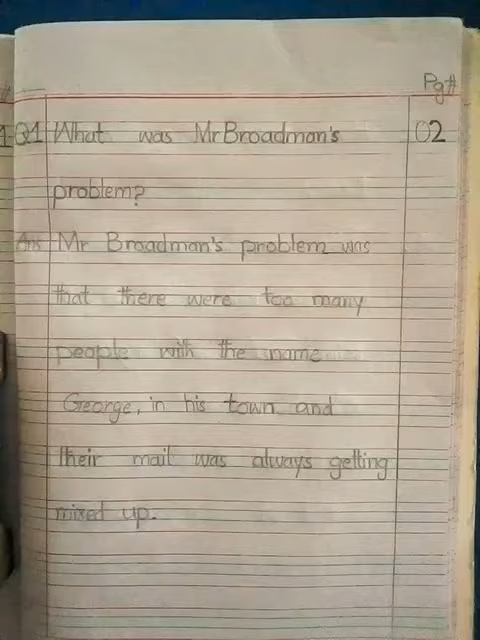 Pg#
Q1 What was Mr Broadman's 02
problem?
Ans Mr Broadman's problem was
that there were too many
people with the name
George, in his town and
their mail was always getting
mixed up.